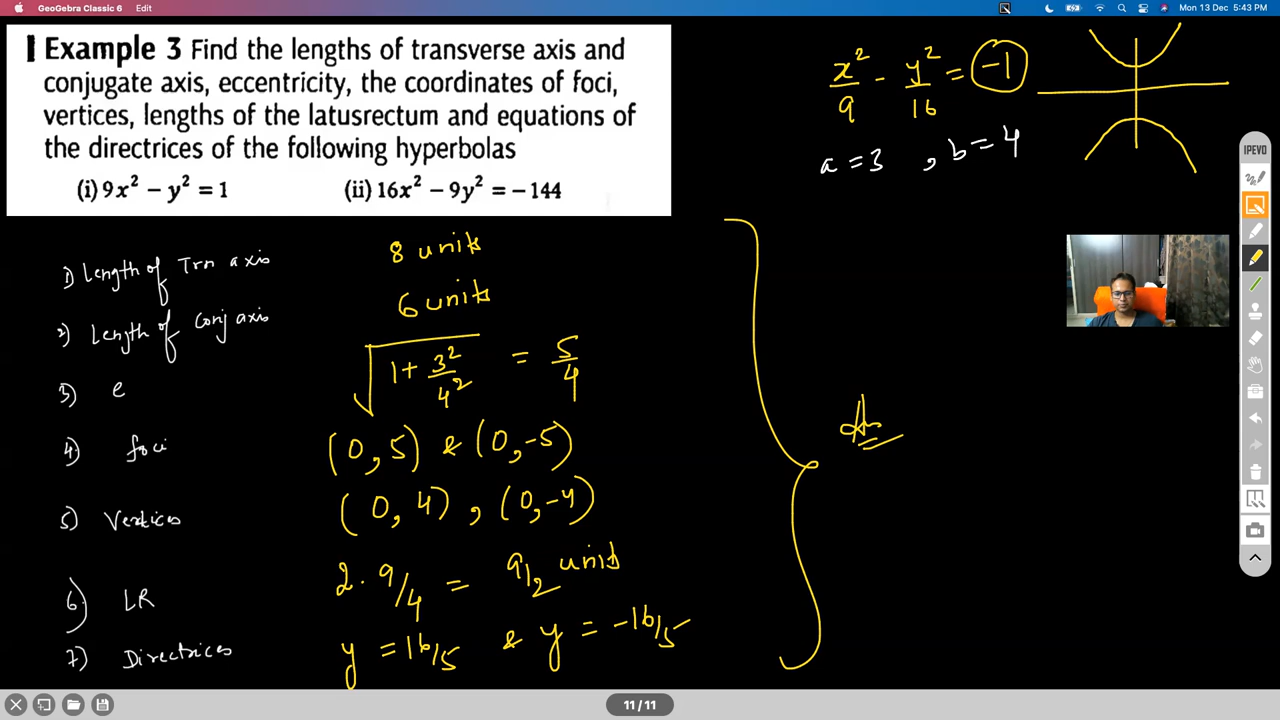 GeoGebra Classic 6 Edit Mon 13 Dec 5:43 PM
Example 3 Find the lengths of transverse axis and
conjugate axis, eccentricity, the coordinates of foci,
vertices, lengths of the latusrectum and equations of
the directrices of the following hyperbolas
(i) 9x² − y² = 1 (ii) 16x² − 9y² = − 144
x²/9 - y²/16 = -1
a = 3 , b = 4
IPEVO
1) Length of Trn axis 8 units
2) Length of Conj axis 6 units
3) e √(1 + 3²/4²) = 5/4
4) foci (0, 5) & (0, -5)
5) Vertices (0, 4) , (0, -4)
6) LR 2. 9/4 = 9/2 units
7) Directrices y = 16/5 & y = -16/5
Ans
11 / 11